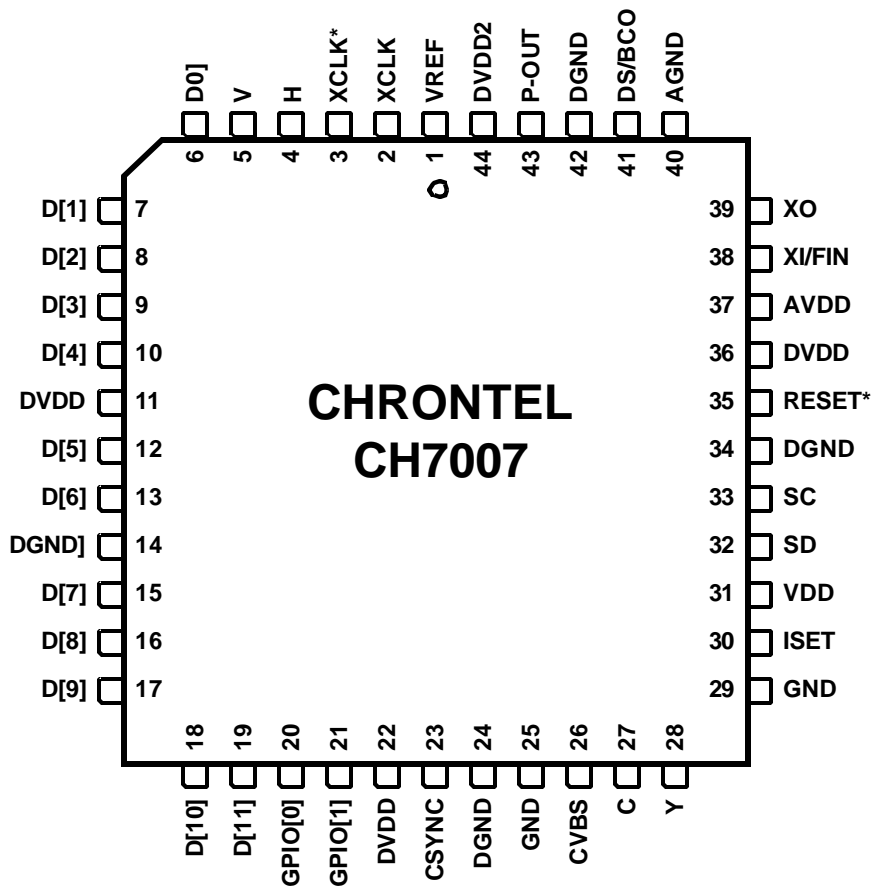 D0]
V
H
XCLK*
XCLK
VREF
DVDD2
P-OUT
DGND
DS/BCO
AGND
6
5
4
3
2
1
44
43
42
41
40
D[1] 7
D[2] 8
D[3] 9
D[4] 10
DVDD 11
D[5] 12
D[6] 13
DGND] 14
D[7] 15
D[8] 16
D[9] 17
CHRONTEL
CH7007
39 XO
38 XI/FIN
37 AVDD
36 DVDD
35 RESET*
34 DGND
33 SC
32 SD
31 VDD
30 ISET
29 GND
18
19
20
21
22
23
24
25
26
27
28
D[10]
D[11]
GPIO[0]
GPIO[1]
DVDD
CSYNC
DGND
GND
CVBS
C
Y